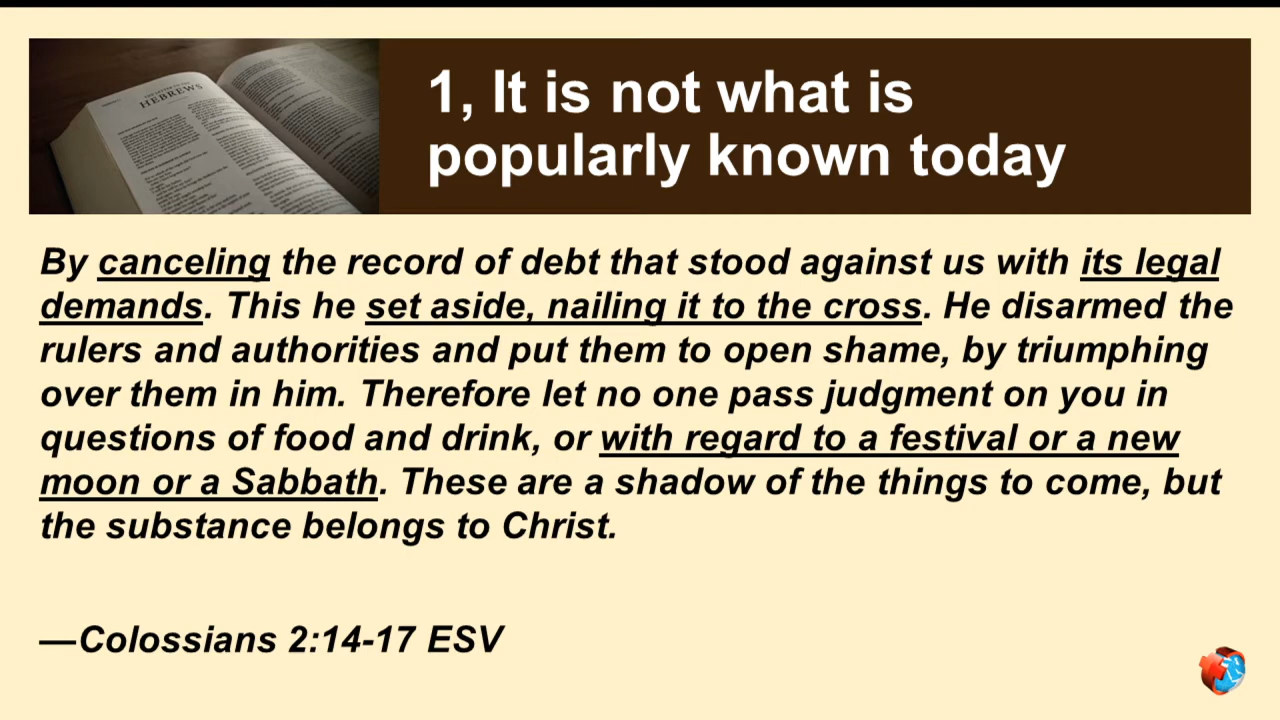 HEBREWS
1, It is not what is
popularly known today
By canceling the record of debt that stood against us with its legal
demands. This he set aside, nailing it to the cross. He disarmed the
rulers and authorities and put them to open shame, by triumphing
over them in him. Therefore let no one pass judgment on you in
questions of food and drink, or with regard to a festival or a new
moon or a Sabbath. These are a shadow of the things to come, but
the substance belongs to Christ.
—Colossians 2:14-17 ESV